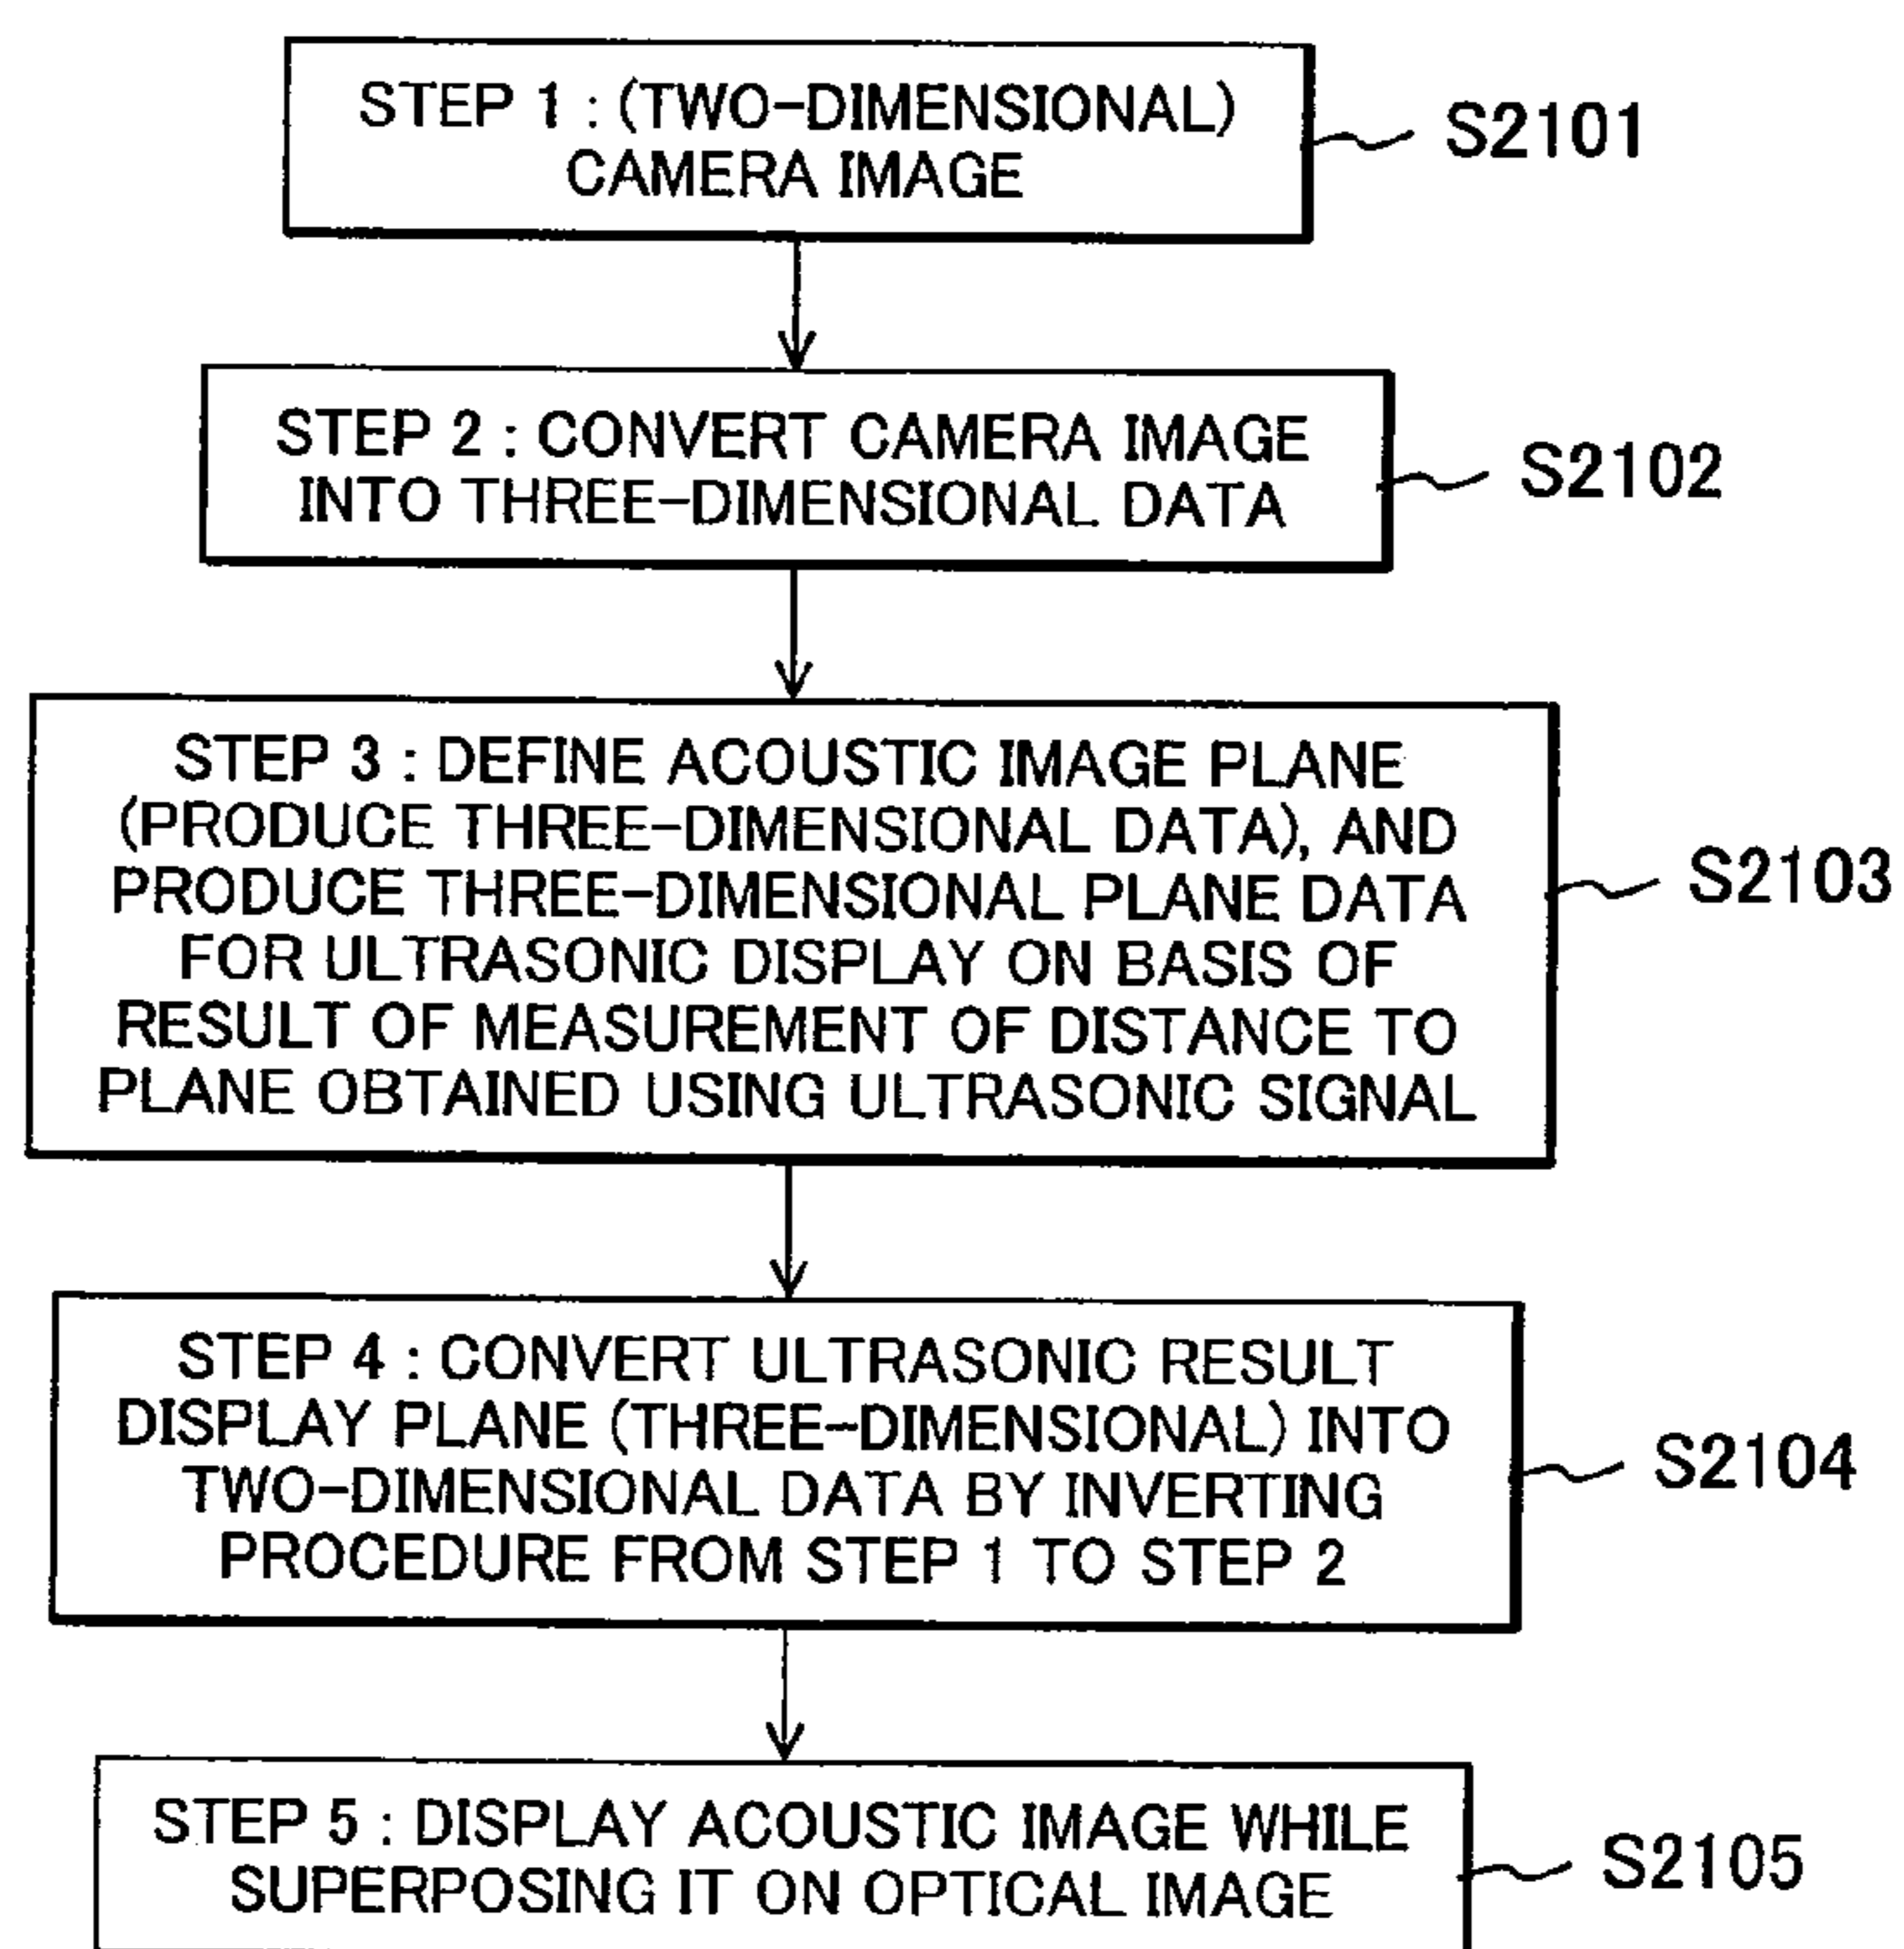 STEP 1 : (TWO-DIMENSIONAL)
CAMERA IMAGE
S2101
STEP 2 : CONVERT CAMERA IMAGE
INTO THREE-DIMENSIONAL DATA
S2102
STEP 3 : DEFINE ACOUSTIC IMAGE PLANE
(PRODUCE THREE-DIMENSIONAL DATA), AND
PRODUCE THREE-DIMENSIONAL PLANE DATA
FOR ULTRASONIC DISPLAY ON BASIS OF
RESULT OF MEASUREMENT OF DISTANCE TO
PLANE OBTAINED USING ULTRASONIC SIGNAL
S2103
STEP 4 : CONVERT ULTRASONIC RESULT
DISPLAY PLANE (THREE-DIMENSIONAL) INTO
TWO-DIMENSIONAL DATA BY INVERTING
PROCEDURE FROM STEP 1 TO STEP 2
S2104
STEP 5 : DISPLAY ACOUSTIC IMAGE WHILE
SUPERPOSING IT ON OPTICAL IMAGE
S2105